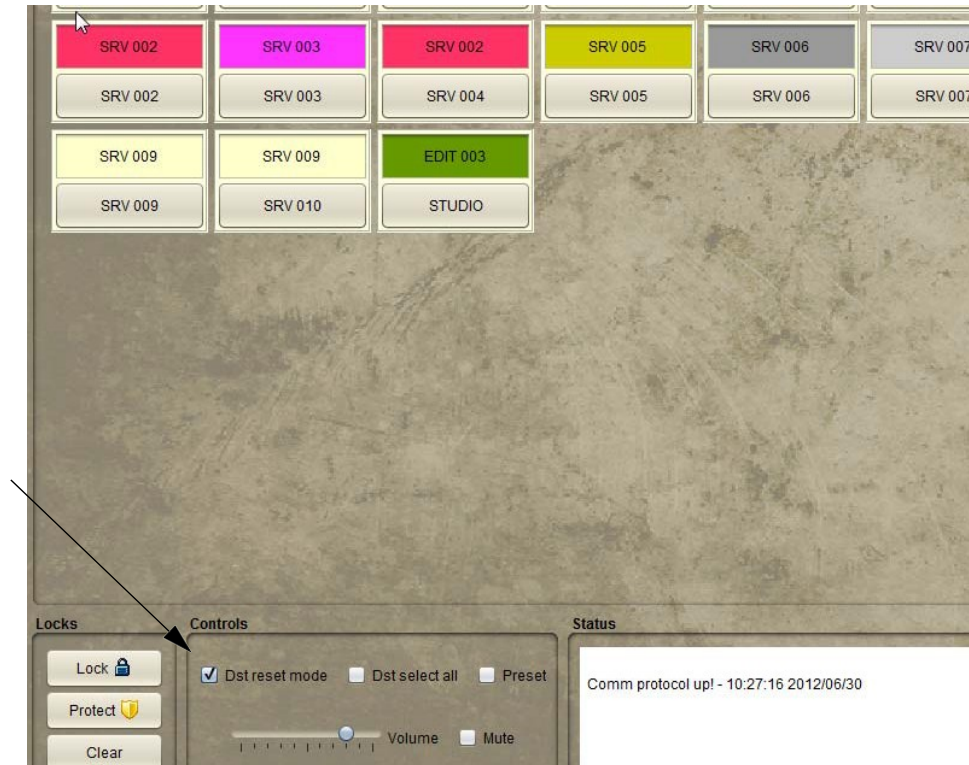 SRV 002 SRV 003 SRV 002 SRV 005 SRV 006 SRV 007
SRV 002 SRV 003 SRV 004 SRV 005 SRV 006 SRV 007
SRV 009 SRV 009 EDIT 003
SRV 009 SRV 010 STUDIO
Locks Controls Status
Lock Dst reset mode Dst select all Preset
Comm protocol up! - 10:27:16 2012/06/30
Protect
Volume Mute
Clear